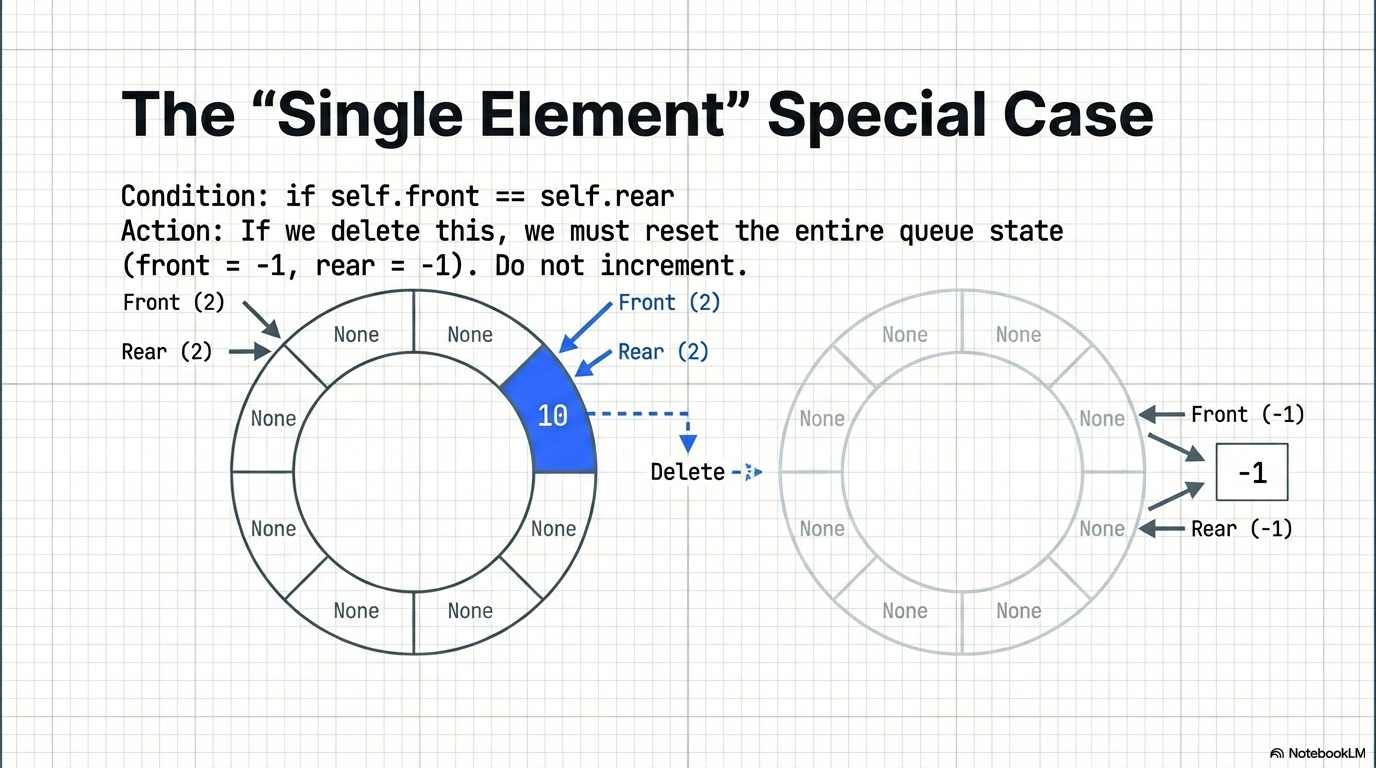 The “Single Element” Special Case
Condition: if self.front == self.rear
Action: If we delete this, we must reset the entire queue state
(front = -1, rear = -1). Do not increment.
Front (2)
Rear (2)
None
None
Front (2)
Rear (2)
None
10
None
None
None
None
Delete
None
None
None
None
None
None
None
None
Front (-1)
-1
Rear (-1)
NotebookLM